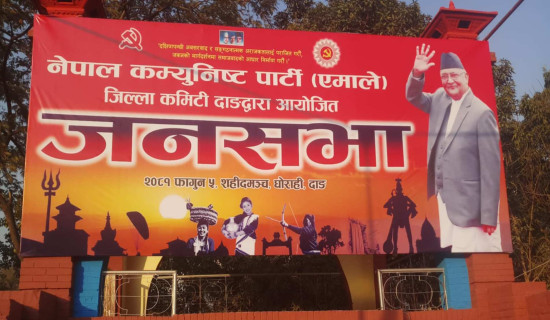 नेपाल कम्युनिष्ट पार्टी (एमाले)
जिल्ला कमिटी दाङद्वारा आयोजित
जनसभा
२०८१ फागुन ५, शहीदमञ्च, घोराही, दाङ